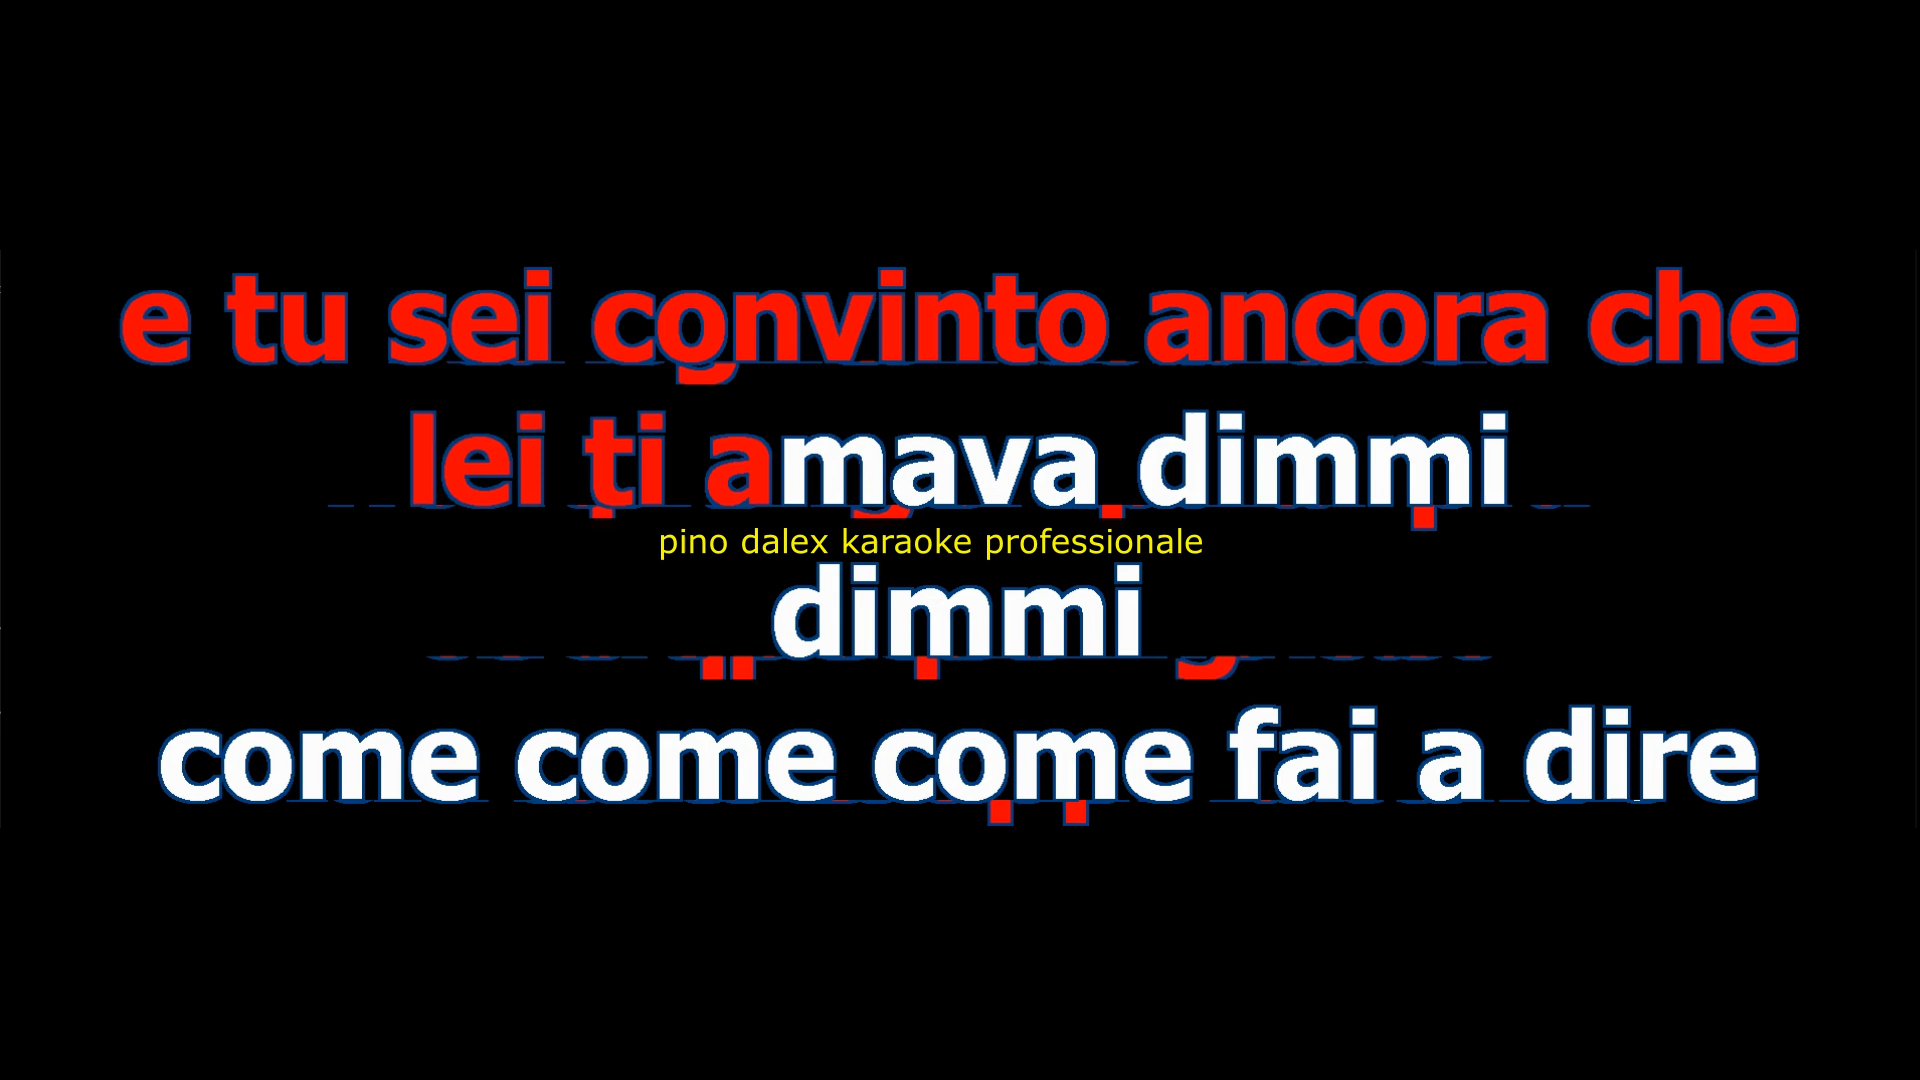 e tu sei convinto ancora che
lei ti amava dimmi
pino dalex karaoke professionale
dimmi
come come come fai a dire